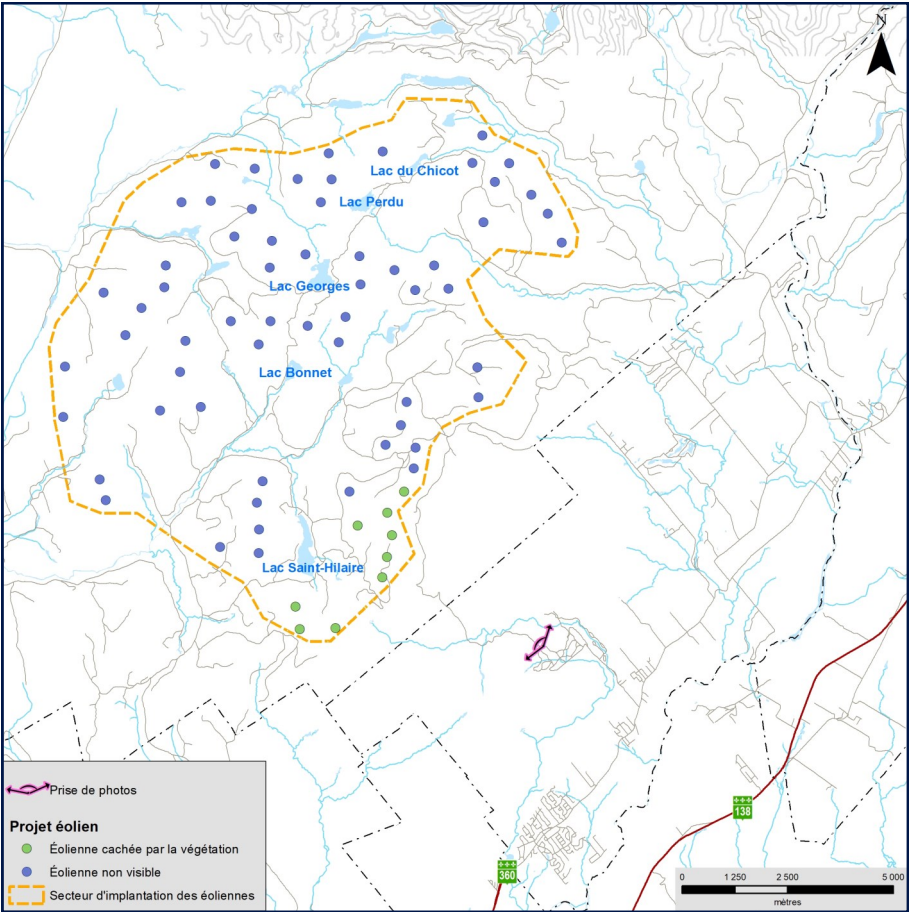 N
Lac du Chicot
Lac Perdu
Lac Georges
Lac Bonnet
Lac Saint-Hilaire
138
360
Prise de photos
Projet éolien
Éolienne cachée par la végétation
Éolienne non visible
Secteur d'implantation des éoliennes
0 1 250 2 500 5 000
mètres